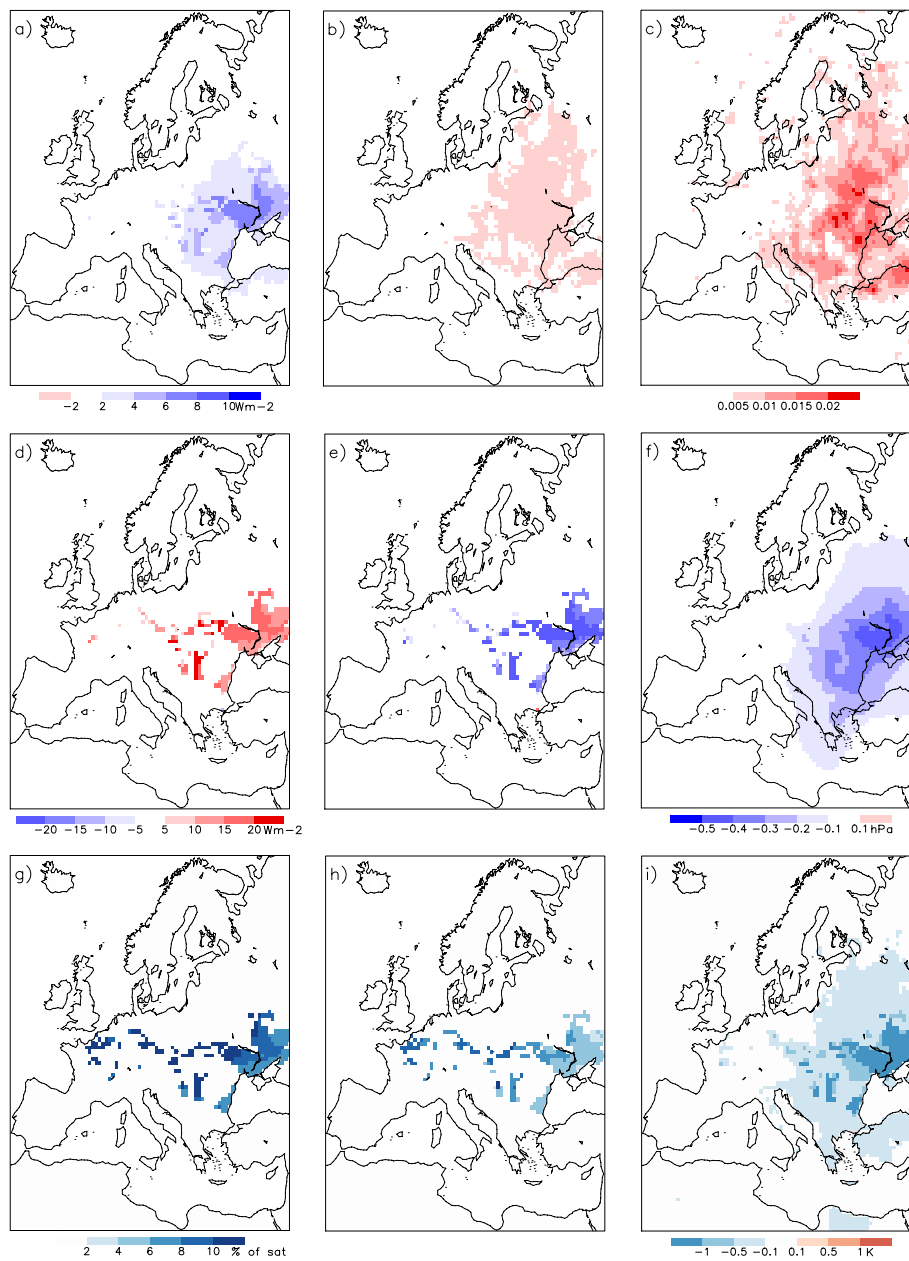 a) b) c)
-2 2 4 6 8 10Wm-2
0.005 0.01 0.015 0.02
d) e) f)
-20 -15 -10 -5 5 10 15 20Wm-2
-0.5 -0.4 -0.3 -0.2 -0.1 0.1hPa
g) h) i)
2 4 6 8 10 % of sat
-1 -0.5 -0.1 0.1 0.5 1K